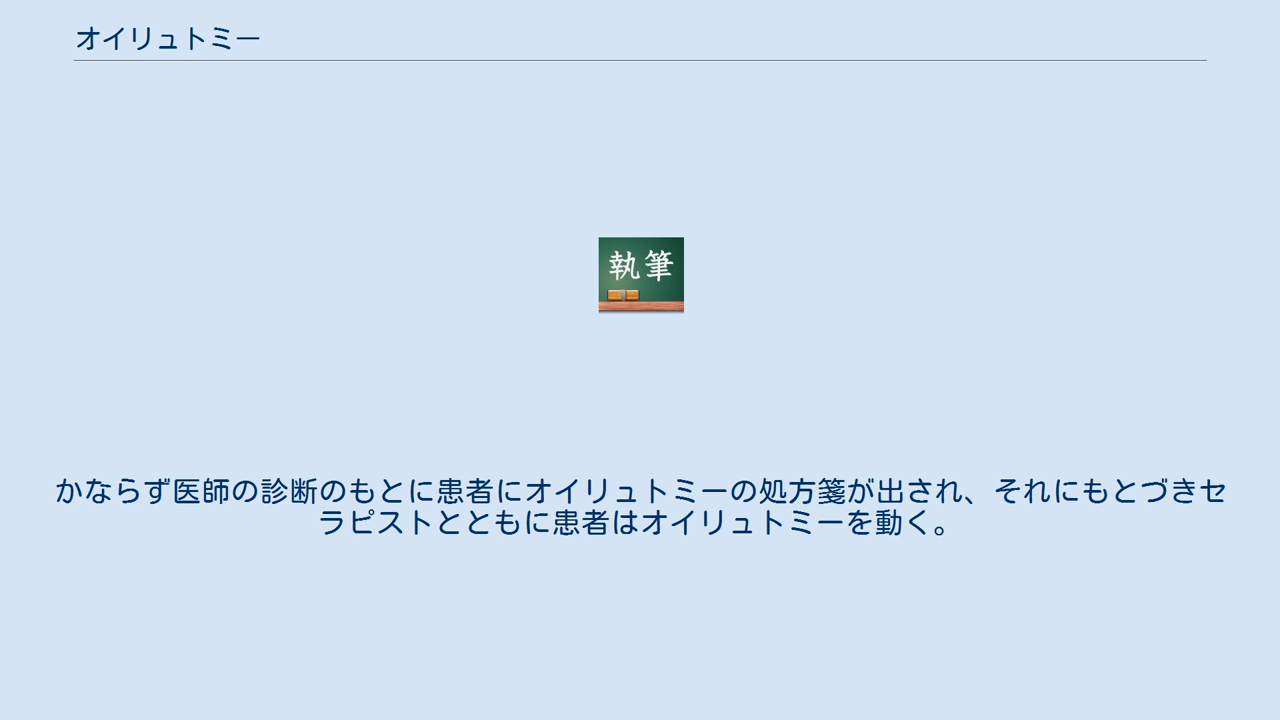 オイリュトミー
執筆
かならず医師の診断のもとに患者にオイリュトミーの処方箋が出され、それにもとづきセ
ラピストとともに患者はオイリュトミーを動く。